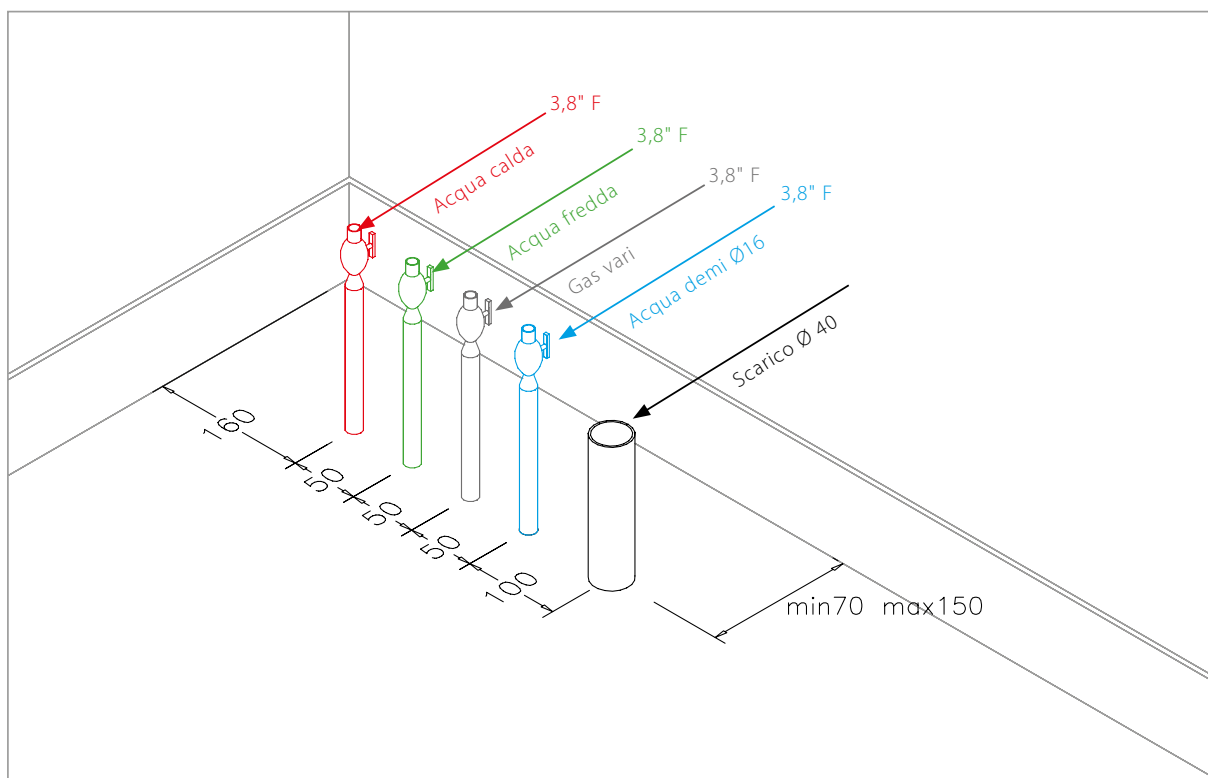 3,8" F
Acqua calda
3,8" F
Acqua fredda
3,8" F
Gas vari
3,8" F
Acqua demi Ø16
Scarico Ø 40
160
50
50
50
100
min70 max150